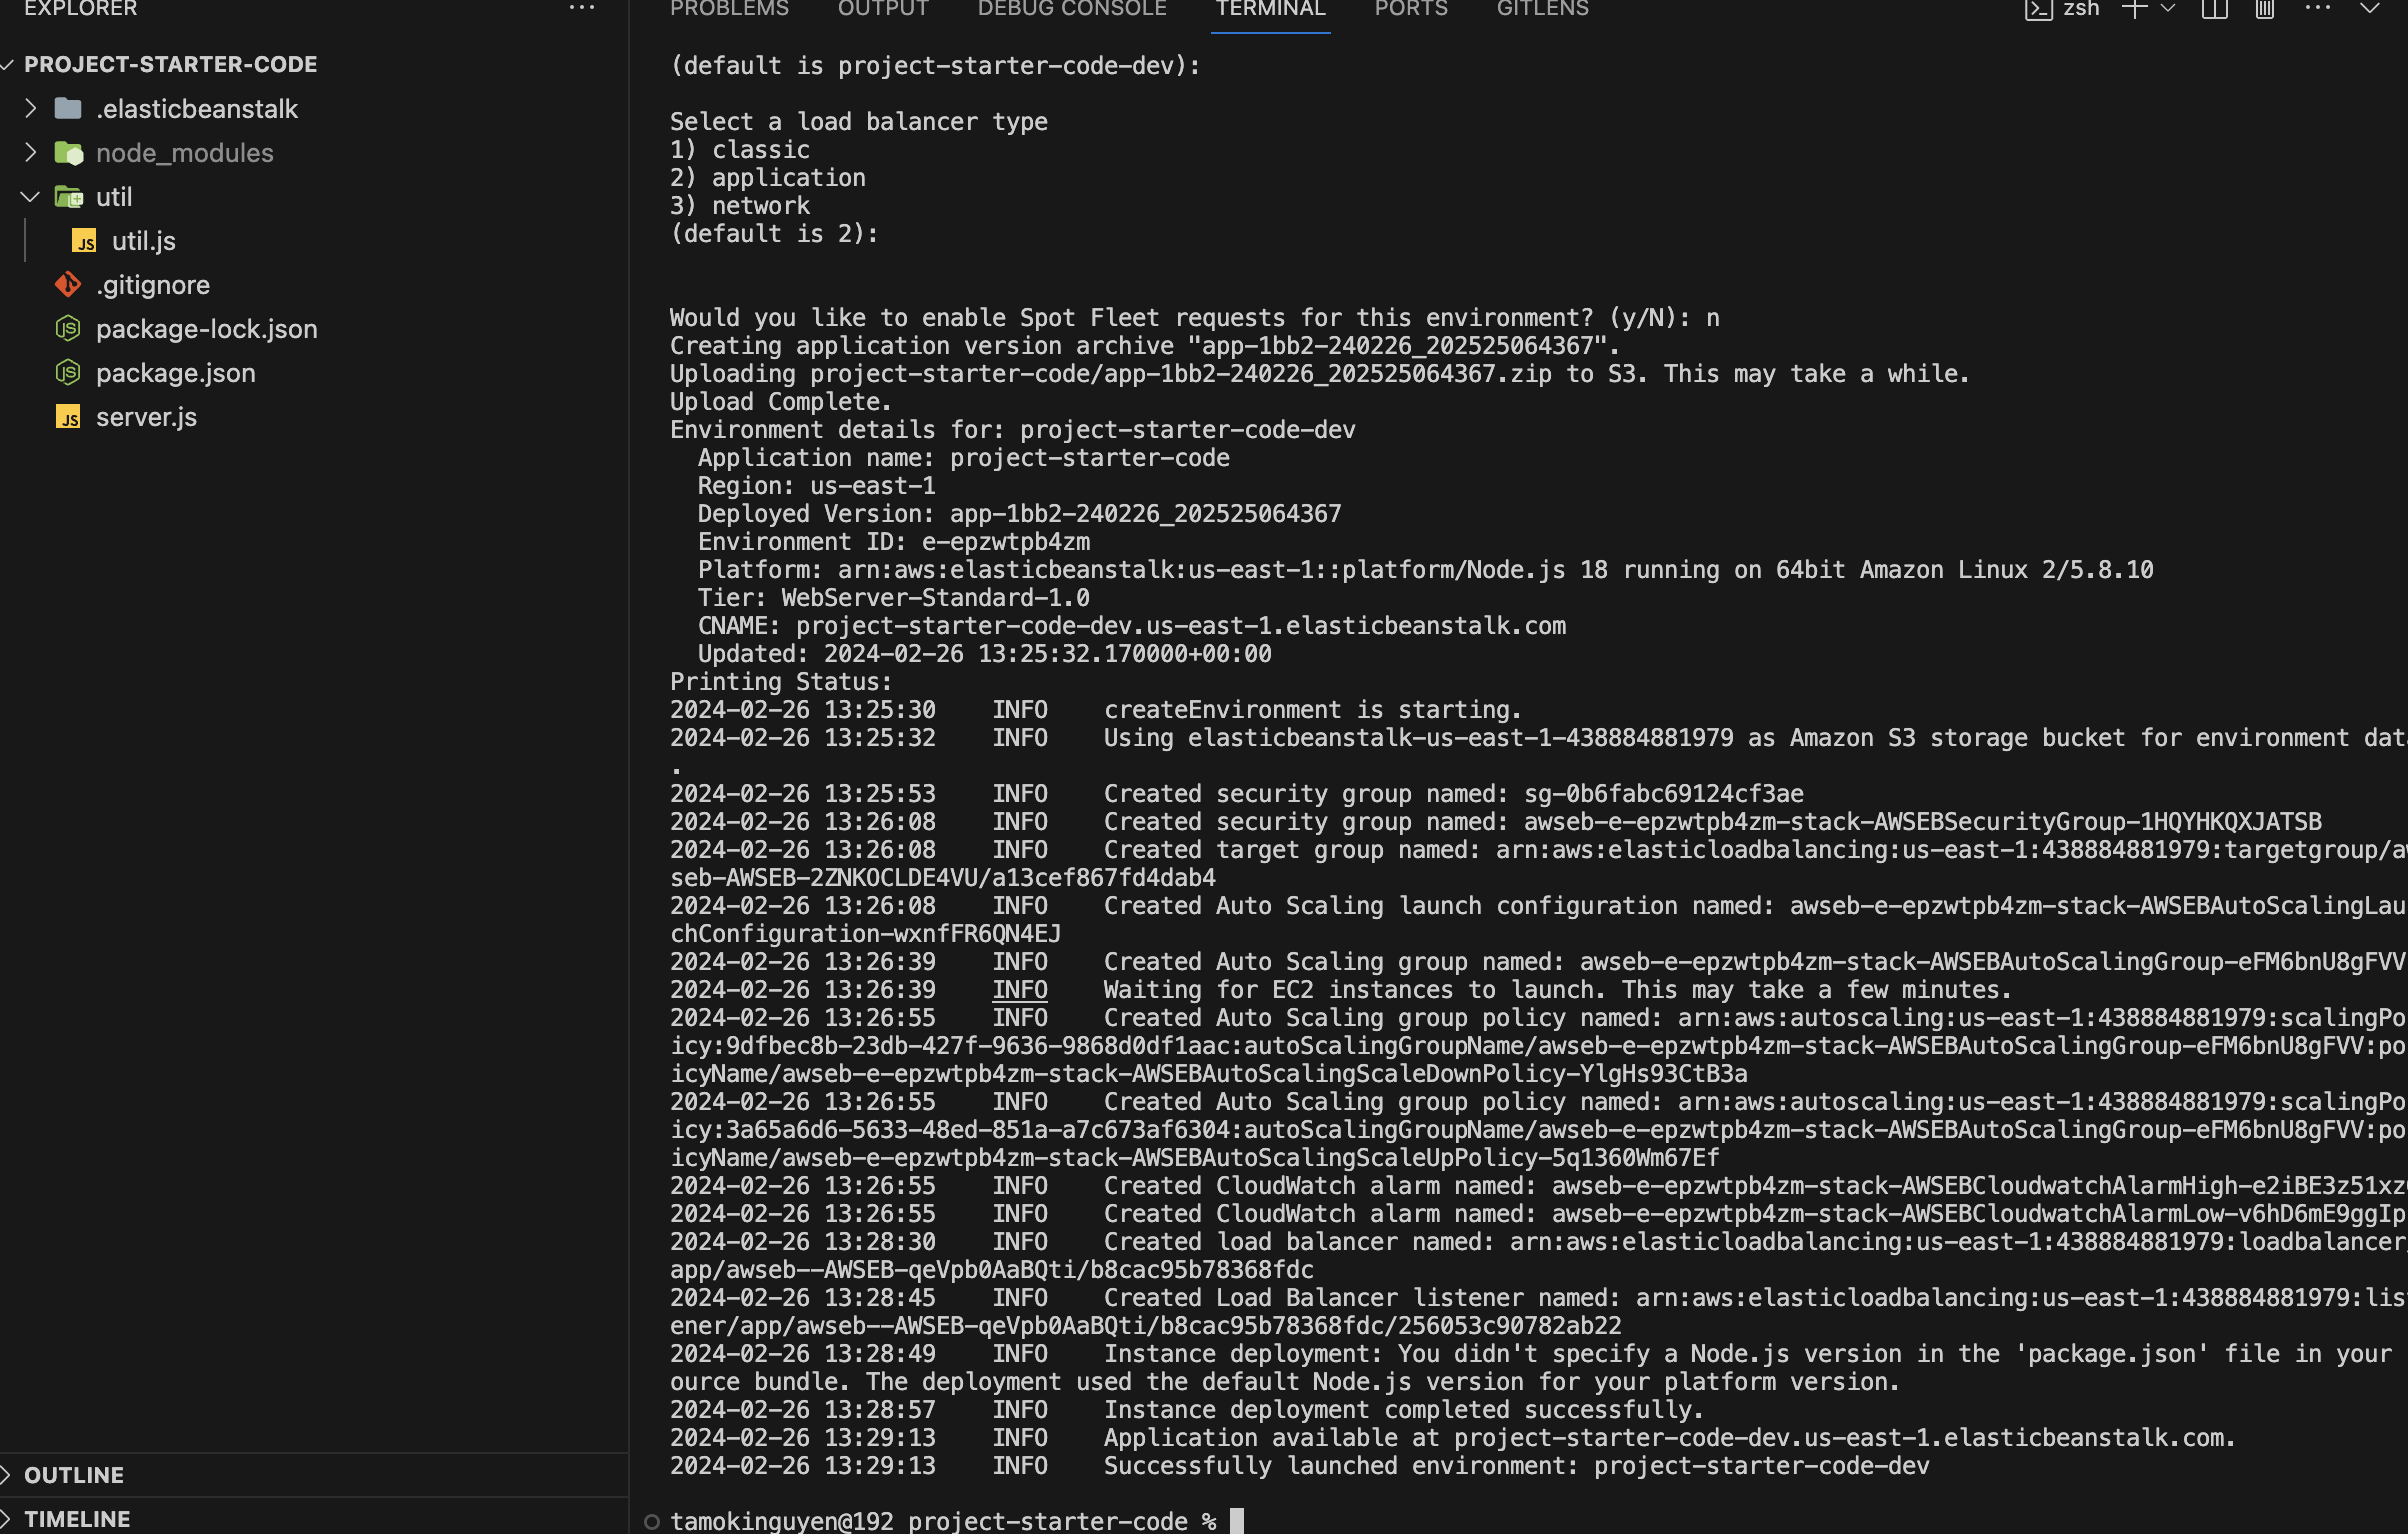 EXPLORER
PROJECT-STARTER-CODE
.elasticbeanstalk
node_modules
util
util.js
.gitignore
package-lock.json
package.json
server.js
OUTLINE
TIMELINE
PROBLEMS OUTPUT DEBUG CONSOLE TERMINAL PORTS GITLENS zsh
(default is project-starter-code-dev):
Select a load balancer type
1) classic
2) application
3) network
(default is 2):
Would you like to enable Spot Fleet requests for this environment? (y/N): n
Creating application version archive "app-1bb2-240226_202525064367".
Uploading project-starter-code/app-1bb2-240226_202525064367.zip to S3. This may take a while.
Upload Complete.
Environment details for: project-starter-code-dev
Application name: project-starter-code
Region: us-east-1
Deployed Version: app-1bb2-240226_202525064367
Environment ID: e-epzwtpb4zm
Platform: arn:aws:elasticbeanstalk:us-east-1::platform/Node.js 18 running on 64bit Amazon Linux 2/5.8.10
Tier: WebServer-Standard-1.0
CNAME: project-starter-code-dev.us-east-1.elasticbeanstalk.com
Updated: 2024-02-26 13:25:32.170000+00:00
Printing Status:
2024-02-26 13:25:30 INFO createEnvironment is starting.
2024-02-26 13:25:32 INFO Using elasticbeanstalk-us-east-1-438884881979 as Amazon S3 storage bucket for environment dat
.
2024-02-26 13:25:53 INFO Created security group named: sg-0b6fabc69124cf3ae
2024-02-26 13:26:08 INFO Created security group named: awseb-e-epzwtpb4zm-stack-AWSEBSecurityGroup-1HQYHKQXJATSB
2024-02-26 13:26:08 INFO Created target group named: arn:aws:elasticloadbalancing:us-east-1:438884881979:targetgroup/aw
seb-AWSEB-2ZNKOCLDE4VU/a13cef867fd4dab4
2024-02-26 13:26:08 INFO Created Auto Scaling launch configuration named: awseb-e-epzwtpb4zm-stack-AWSEBAutoScalingLau
chConfiguration-wxnfFR6QN4EJ
2024-02-26 13:26:39 INFO Created Auto Scaling group named: awseb-e-epzwtpb4zm-stack-AWSEBAutoScalingGroup-eFM6bnU8gFVV
2024-02-26 13:26:39 INFO Waiting for EC2 instances to launch. This may take a few minutes.
2024-02-26 13:26:55 INFO Created Auto Scaling group policy named: arn:aws:autoscaling:us-east-1:438884881979:scalingPo
icy:9dfbec8b-23db-427f-9636-9868d0df1aac:autoScalingGroupName/awseb-e-epzwtpb4zm-stack-AWSEBAutoScalingGroup-eFM6bnU8gFVV:po
icyName/awseb-e-epzwtpb4zm-stack-AWSEBAutoScalingScaleDownPolicy-YlgHs93CtB3a
2024-02-26 13:26:55 INFO Created Auto Scaling group policy named: arn:aws:autoscaling:us-east-1:438884881979:scalingPo
icy:3a65a6d6-5633-48ed-851a-a7c673af6304:autoScalingGroupName/awseb-e-epzwtpb4zm-stack-AWSEBAutoScalingGroup-eFM6bnU8gFVV:po
icyName/awseb-e-epzwtpb4zm-stack-AWSEBAutoScalingScaleUpPolicy-5q1360Wm67Ef
2024-02-26 13:26:55 INFO Created CloudWatch alarm named: awseb-e-epzwtpb4zm-stack-AWSEBCloudwatchAlarmHigh-e2iBE3z51xz
2024-02-26 13:26:55 INFO Created CloudWatch alarm named: awseb-e-epzwtpb4zm-stack-AWSEBCloudwatchAlarmLow-v6hD6mE9ggIp
2024-02-26 13:28:30 INFO Created load balancer named: arn:aws:elasticloadbalancing:us-east-1:438884881979:loadbalancer
app/awseb--AWSEB-qeVpb0AaBQti/b8cac95b78368fdc
2024-02-26 13:28:45 INFO Created Load Balancer listener named: arn:aws:elasticloadbalancing:us-east-1:438884881979:lis
ener/app/awseb--AWSEB-qeVpb0AaBQti/b8cac95b78368fdc/256053c90782ab22
2024-02-26 13:28:49 INFO Instance deployment: You didn't specify a Node.js version in the 'package.json' file in your
ource bundle. The deployment used the default Node.js version for your platform version.
2024-02-26 13:28:57 INFO Instance deployment completed successfully.
2024-02-26 13:29:13 INFO Application available at project-starter-code-dev.us-east-1.elasticbeanstalk.com.
2024-02-26 13:29:13 INFO Successfully launched environment: project-starter-code-dev
tamokinguyen@192 project-starter-code %